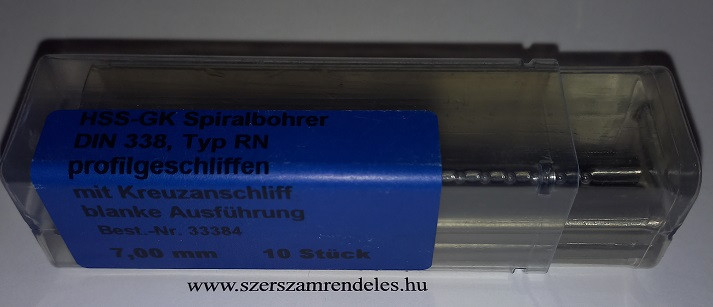 HSS-GK Spiralbohrer
DIN 338, Typ RN
profilgeschliffen
mit Kreuzanschliff
blanke Ausführung
Best.-Nr. 33384
7,00 mm 10 Stück
www.szerszamrendeles.hu